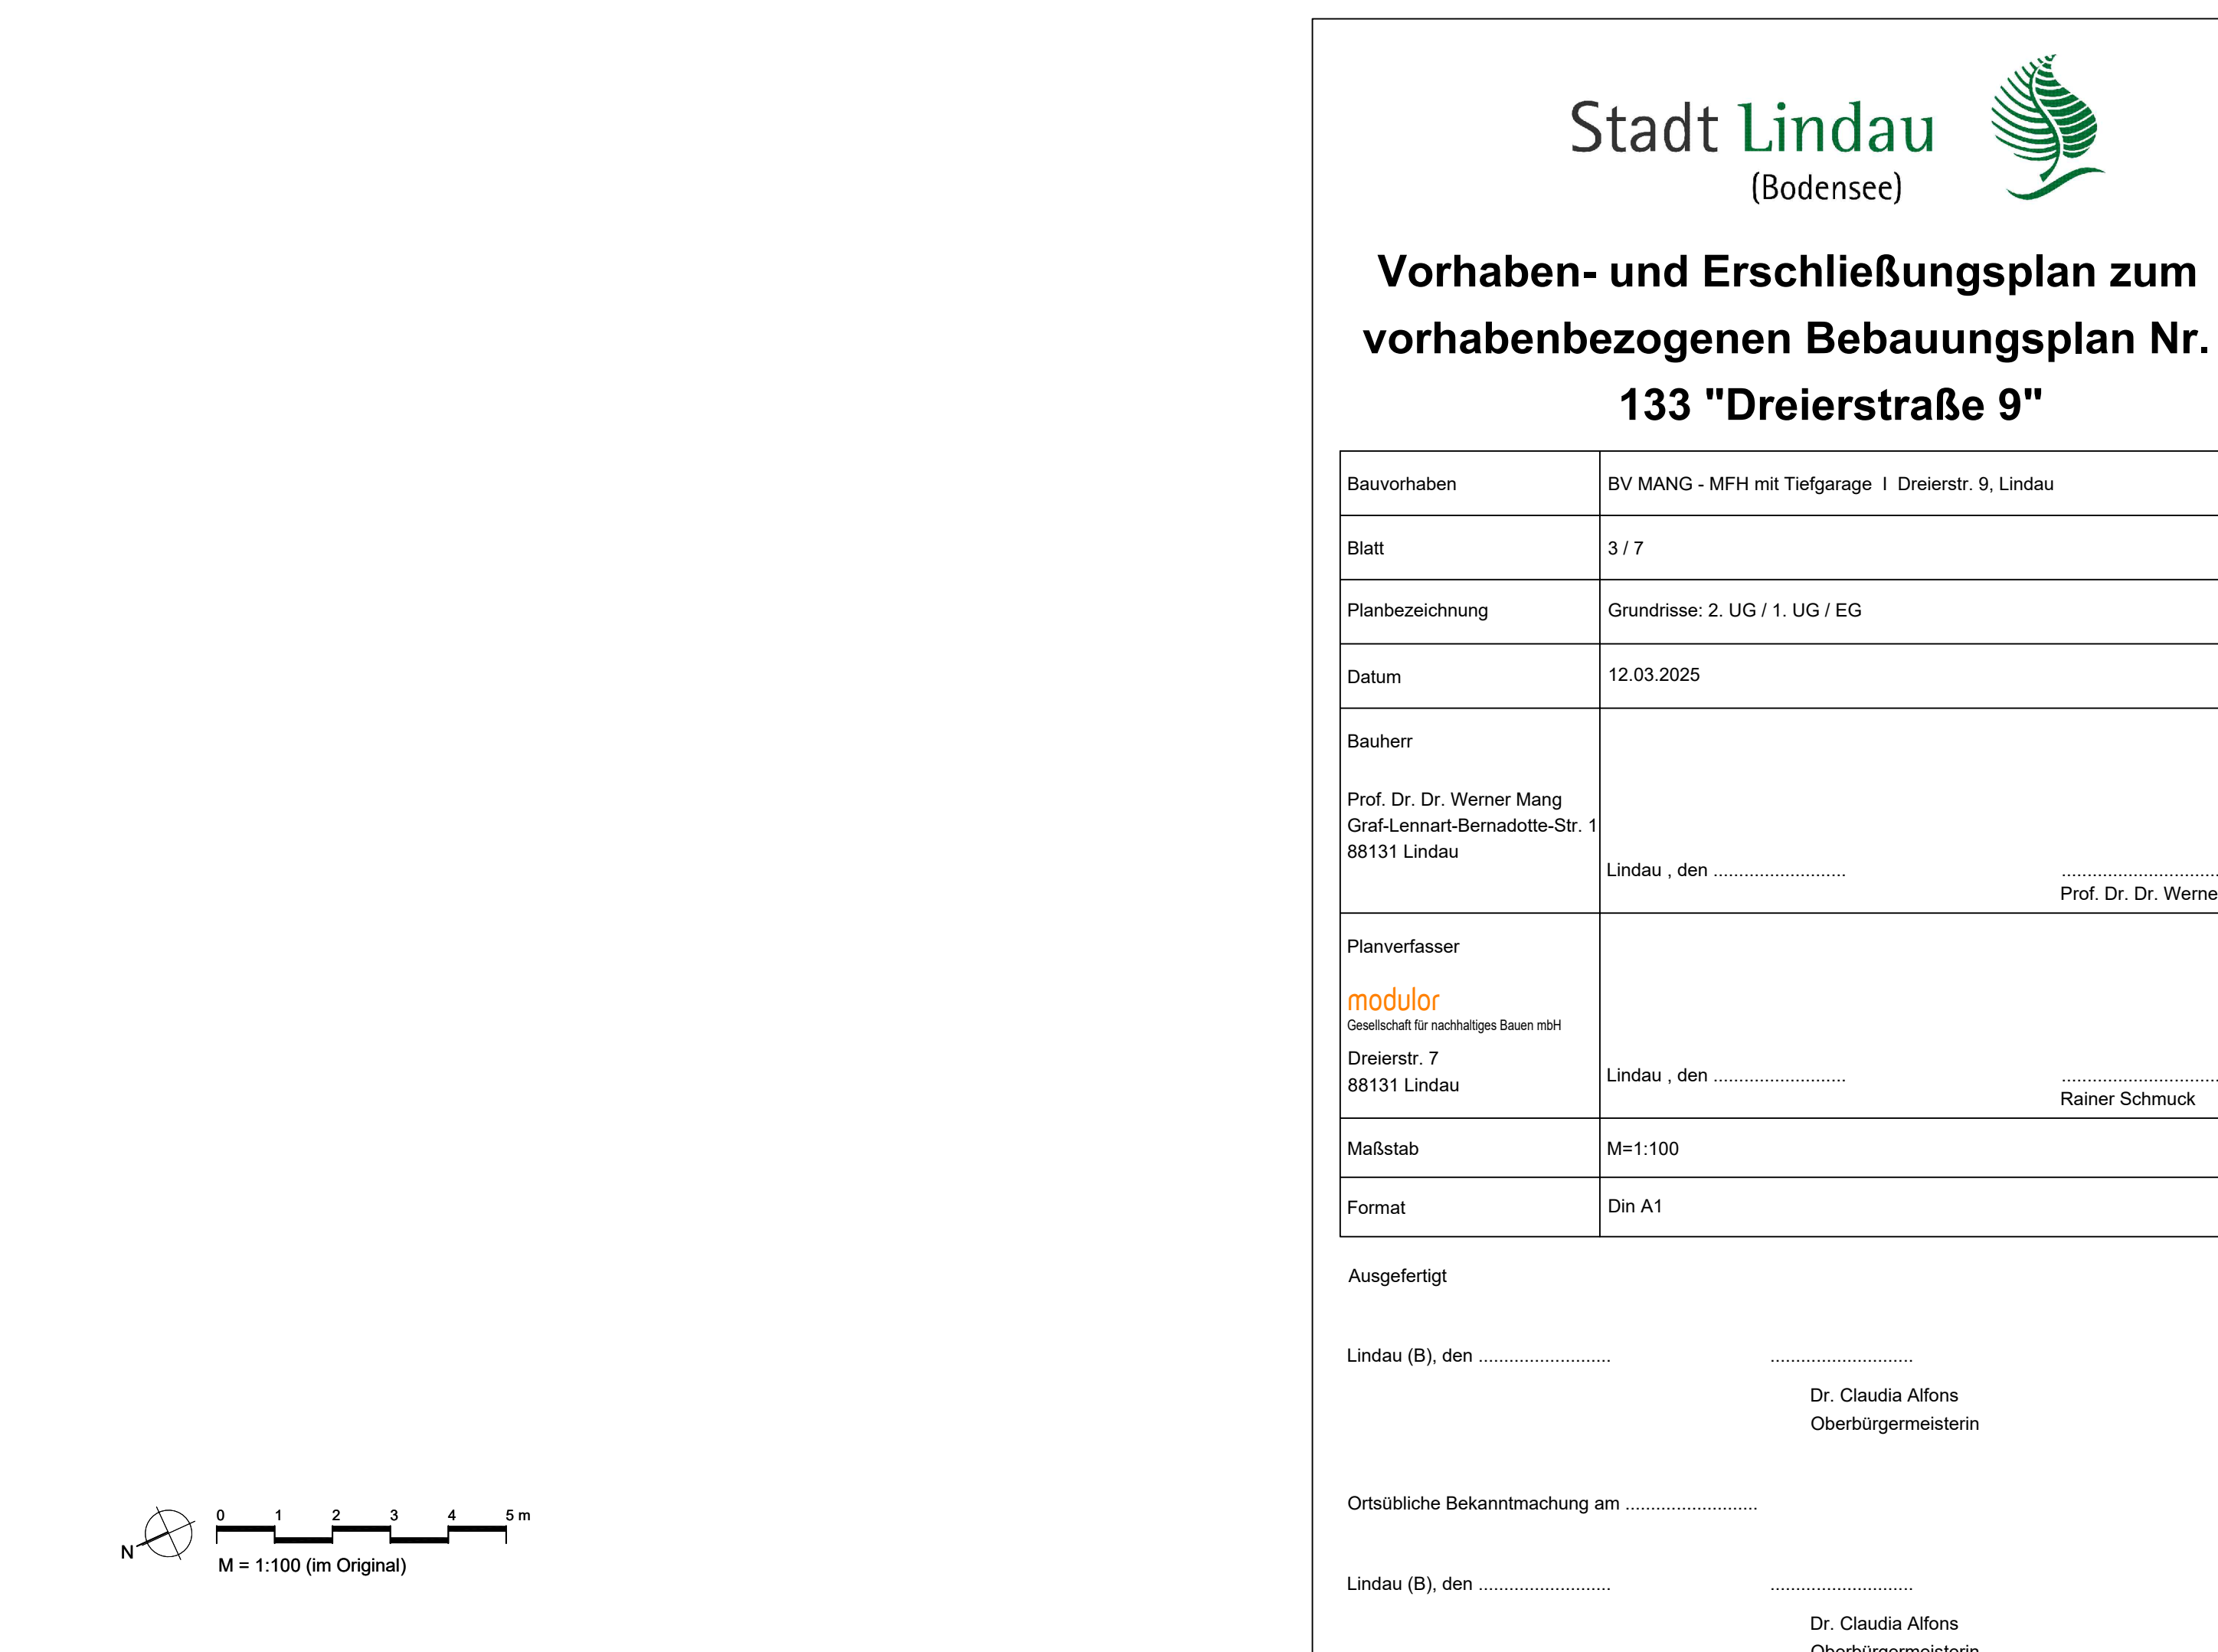 Stadt Lindau
(Bodensee)
Vorhaben- und Erschließungsplan zum
vorhabenbezogenen Bebauungsplan Nr.
133 "Dreierstraße 9"
Bauvorhaben BV MANG - MFH mit Tiefgarage I Dreierstr. 9, Lindau
Blatt 3 / 7
Planbezeichnung Grundrisse: 2. UG / 1. UG / EG
Datum 12.03.2025
Bauherr
Prof. Dr. Dr. Werner Mang
Graf-Lennart-Bernadotte-Str. 1
88131 Lindau
Lindau , den .......................... ...............................
Prof. Dr. Dr. Werne
Planverfasser
modulor
Gesellschaft für nachhaltiges Bauen mbH
Dreierstr. 7
88131 Lindau
Lindau , den .......................... ...............................
Rainer Schmuck
Maßstab M=1:100
Format Din A1
Ausgefertigt
Lindau (B), den .......................... ............................
Dr. Claudia Alfons
Oberbürgermeisterin
Ortsübliche Bekanntmachung am ..........................
Lindau (B), den .......................... ............................
Dr. Claudia Alfons
Oberbürgermeisterin
N
0 1 2 3 4 5 m
M = 1:100 (im Original)